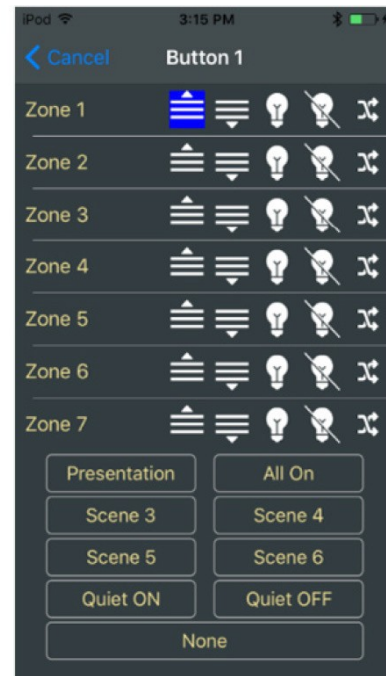 iPod 3:15 PM
Cancel Button 1
Zone 1
Zone 2
Zone 3
Zone 4
Zone 5
Zone 6
Zone 7
Presentation All On
Scene 3 Scene 4
Scene 5 Scene 6
Quiet ON Quiet OFF
None